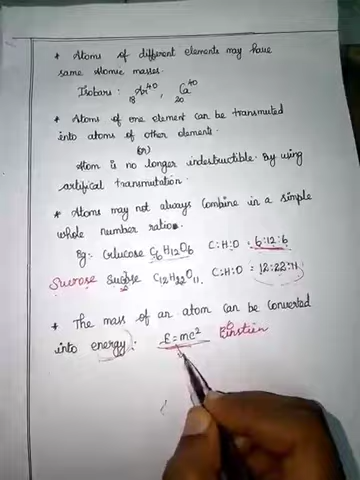 * Atoms of different elements may have
same atomic masses.
Isobars : ₁₈Ar⁴⁰, ₂₀Ca⁴⁰
* Atoms of one element can be transmuted
into atoms of other elements.
(or)
Atom is no longer indestructible. By using
artifical transmutation.
* Atoms may not always combine in a simple
whole number ratio.
Eg: Glucose C₆H₁₂O₆ C:H:O = 6:12:6
Sucrose Sucose C₁₂H₂₂O₁₁ C:H:O = 12:22:11
* The mass of an atom can be converted
into energy. E = mc² Einstien